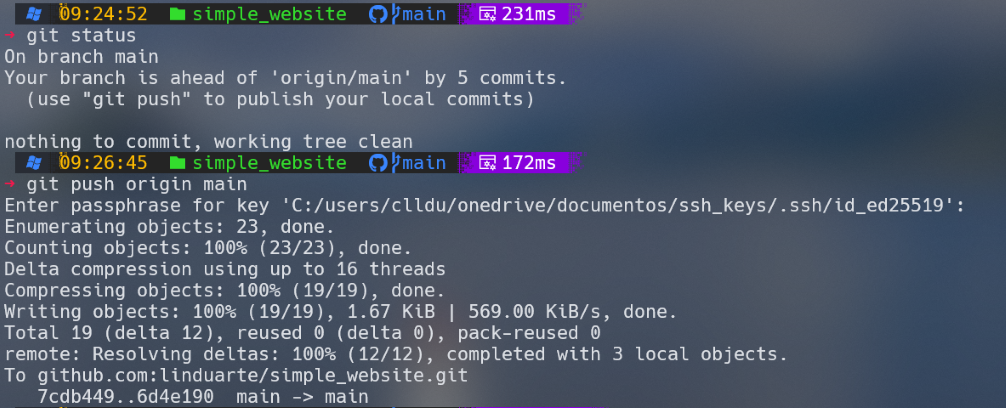 09:24:52 simple_website main 231ms
→ git status
On branch main
Your branch is ahead of 'origin/main' by 5 commits.
  (use "git push" to publish your local commits)
nothing to commit, working tree clean
09:26:45 simple_website main 172ms
→ git push origin main
Enter passphrase for key 'C:/users/clldu/onedrive/documentos/ssh_keys/.ssh/id_ed25519':
Enumerating objects: 23, done.
Counting objects: 100% (23/23), done.
Delta compression using up to 16 threads
Compressing objects: 100% (19/19), done.
Writing objects: 100% (19/19), 1.67 KiB | 569.00 KiB/s, done.
Total 19 (delta 12), reused 0 (delta 0), pack-reused 0
remote: Resolving deltas: 100% (12/12), completed with 3 local objects.
To github.com:linduarte/simple_website.git
   7cdb449..6d4e190  main -> main